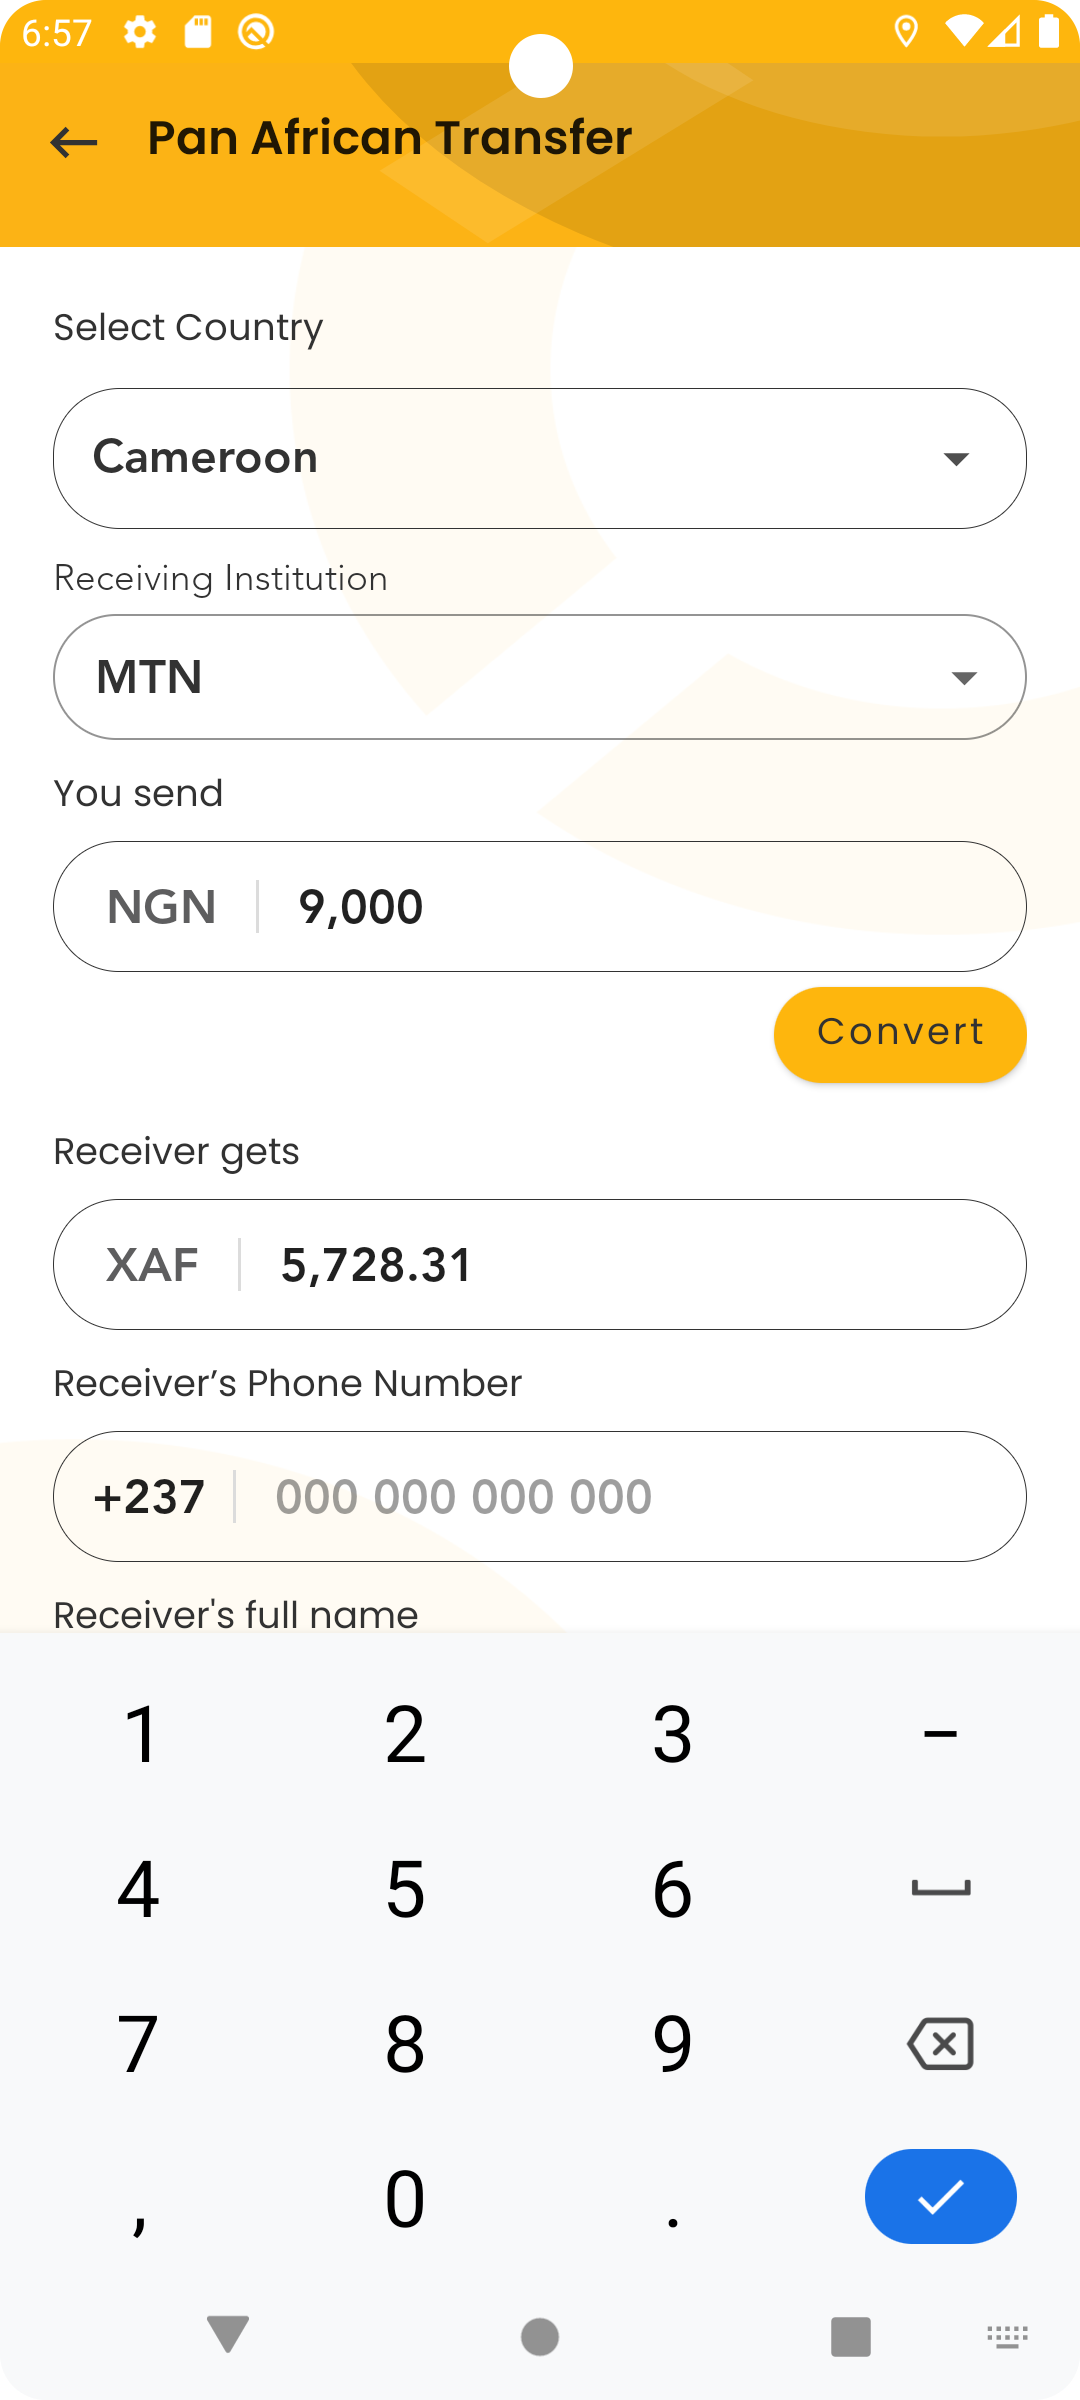 6:57
Pan African Transfer
Select Country
Cameroon
Receiving Institution
MTN
You send
NGN 9,000
Convert
Receiver gets
XAF 5,728.31
Receiver’s Phone Number
+237 000 000 000 000
Receiver's full name
1 2 3 −
4 5 6
7 8 9
, 0 .